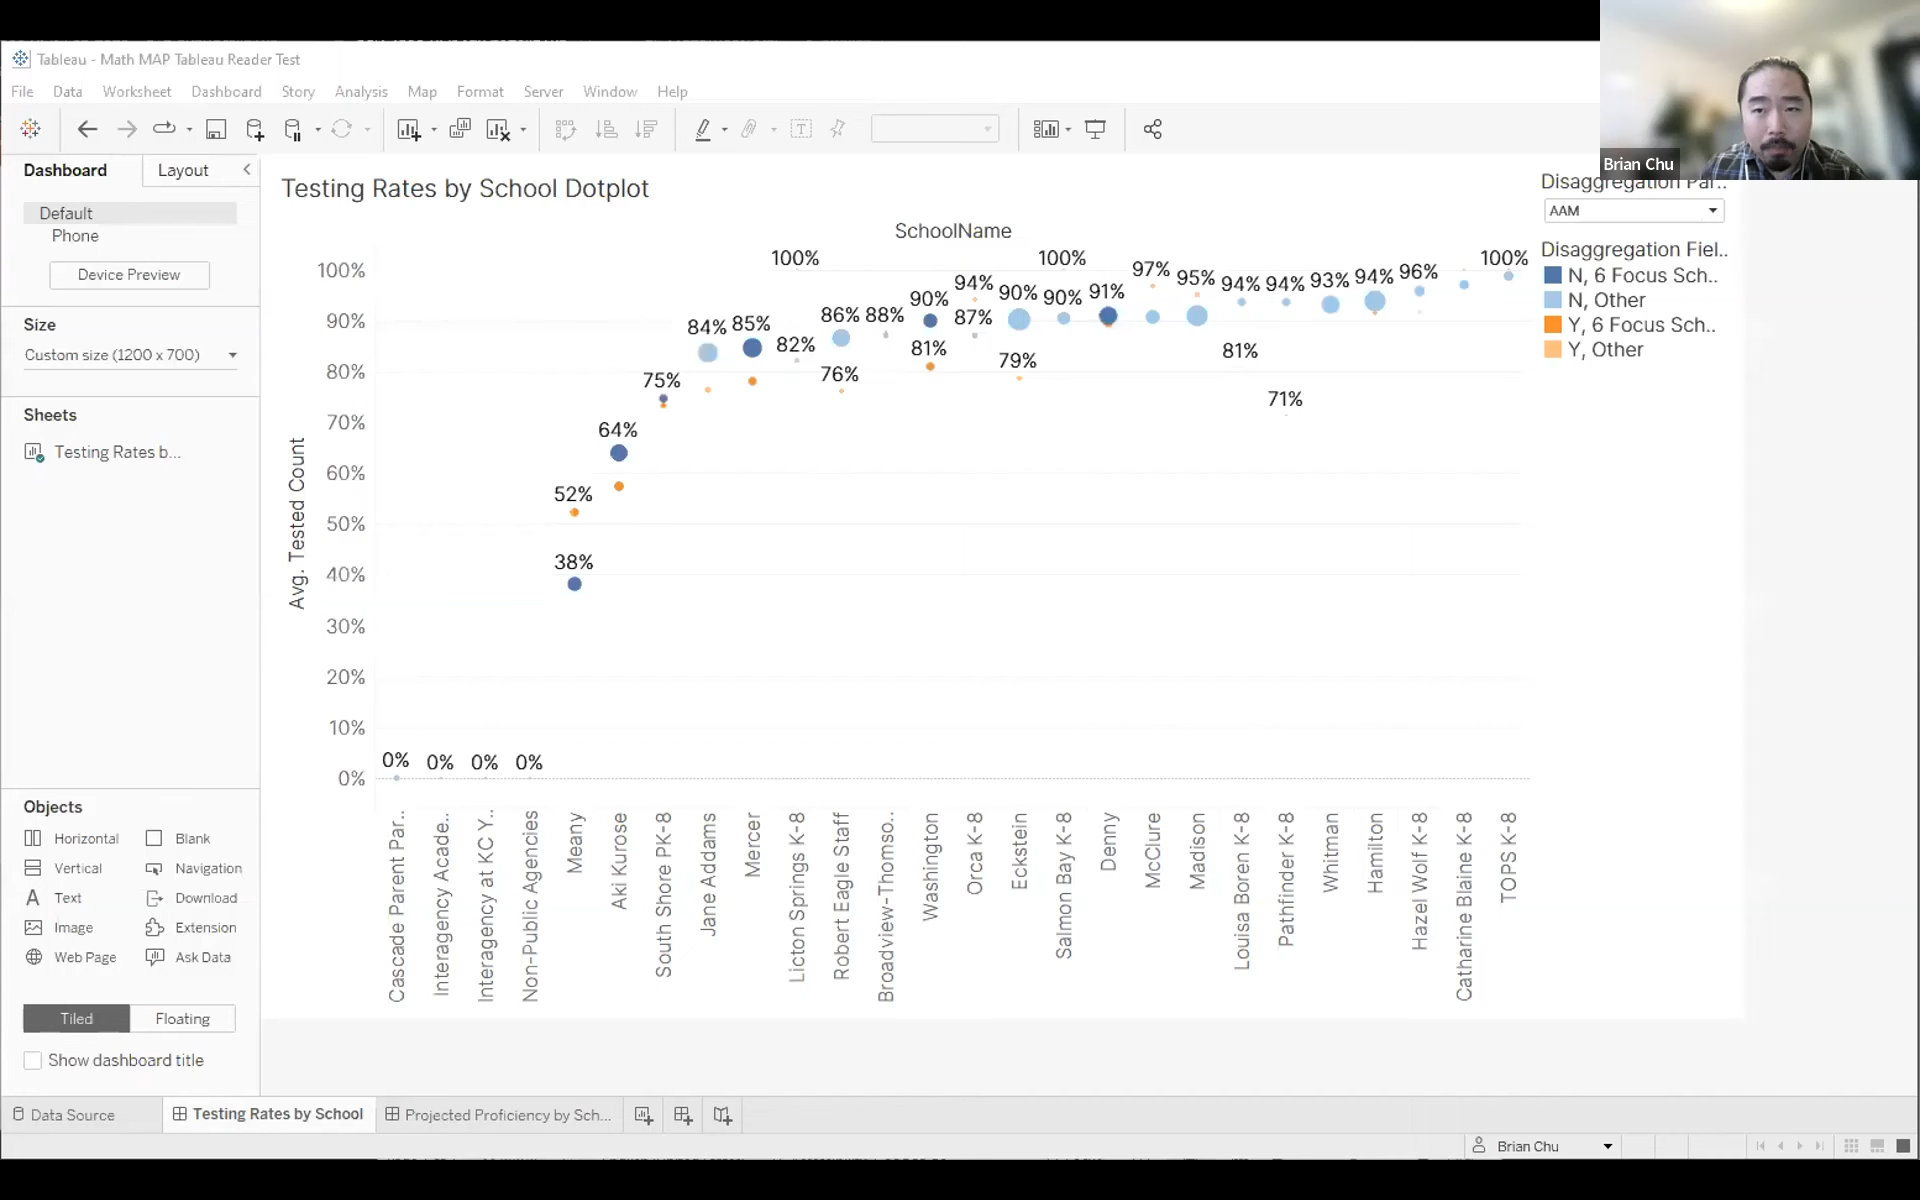 Tableau - Math MAP Tableau Reader Test
File Data Worksheet Dashboard Story Analysis Map Format Server Window Help
Brian Chu
Dashboard
Layout
Default
Phone
Device Preview
Size
Custom size (1200 x 700)
Sheets
Testing Rates b...
Objects
Horizontal
Blank
Vertical
Navigation
Text
Download
Image
Extension
Web Page
Ask Data
Tiled
Floating
Show dashboard title
Testing Rates by School Dotplot
SchoolName
Avg. Tested Count
100%
90%
80%
70%
60%
50%
40%
30%
20%
10%
0%
0%
0%
0%
0%
52%
38%
64%
75%
84%
85%
100%
82%
86%
76%
88%
90%
81%
94%
87%
90%
79%
100%
90%
91%
97%
95%
94%
81%
94%
71%
93%
94%
96%
100%
Cascade Parent Par..
Interagency Acade..
Interagency at KC Y..
Non-Public Agencies
Meany
Aki Kurose
South Shore PK-8
Jane Addams
Mercer
Licton Springs K-8
Robert Eagle Staff
Broadview-Thomso..
Washington
Orca K-8
Eckstein
Salmon Bay K-8
Denny
McClure
Madison
Louisa Boren K-8
Pathfinder K-8
Whitman
Hamilton
Hazel Wolf K-8
Catharine Blaine K-8
TOPS K-8
Disaggregation Par..
AAM
Disaggregation Fiel..
N, 6 Focus Sch..
N, Other
Y, 6 Focus Sch..
Y, Other
Data Source
Testing Rates by School
Projected Proficiency by Sch...
Brian Chu